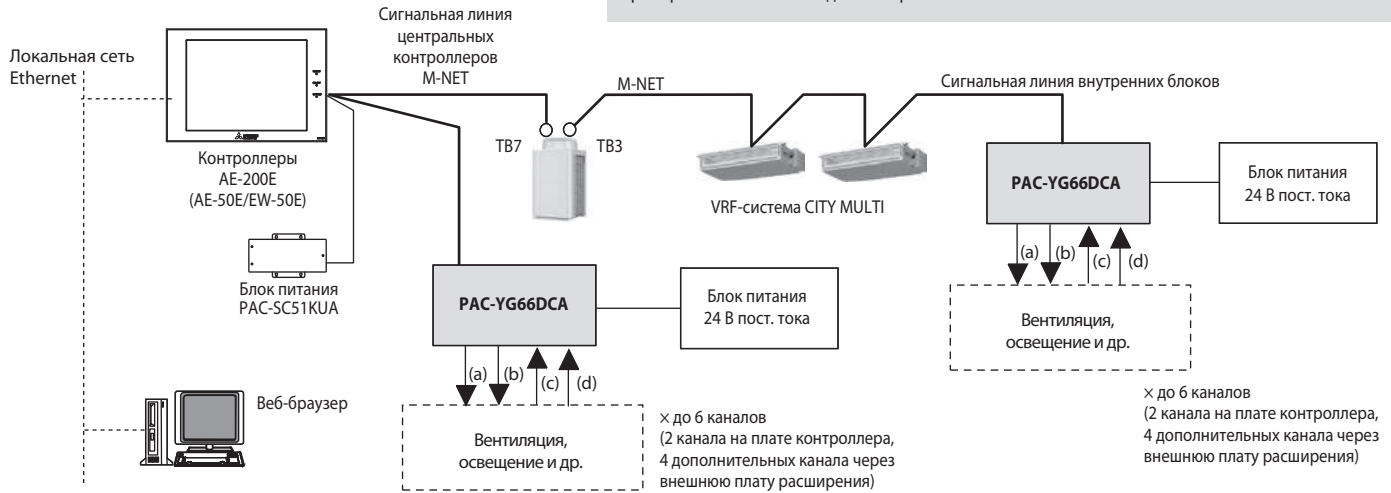 Сигнальная линия
центральных
контроллеров
M-NET
Локальная сеть
Ethernet
M-NET
Сигнальная линия внутренних блоков
TB7
TB3
Контроллеры
AE-200E
(AE-50E/EW-50E)
VRF-система CITY MULTI
PAC-YG66DCA
Блок питания
24 В пост. тока
(a)
(b)
(c)
(d)
Вентиляция,
освещение и др.
× до 6 каналов
(2 канала на плате контроллера,
4 дополнительных канала через
внешнюю плату расширения)
Блок питания
PAC-SC51KUA
PAC-YG66DCA
Блок питания
24 В пост. тока
(a)
(b)
(c)
(d)
Вентиляция,
освещение и др.
× до 6 каналов
(2 канала на плате контроллера,
4 дополнительных канала через
внешнюю плату расширения)
Веб-браузер